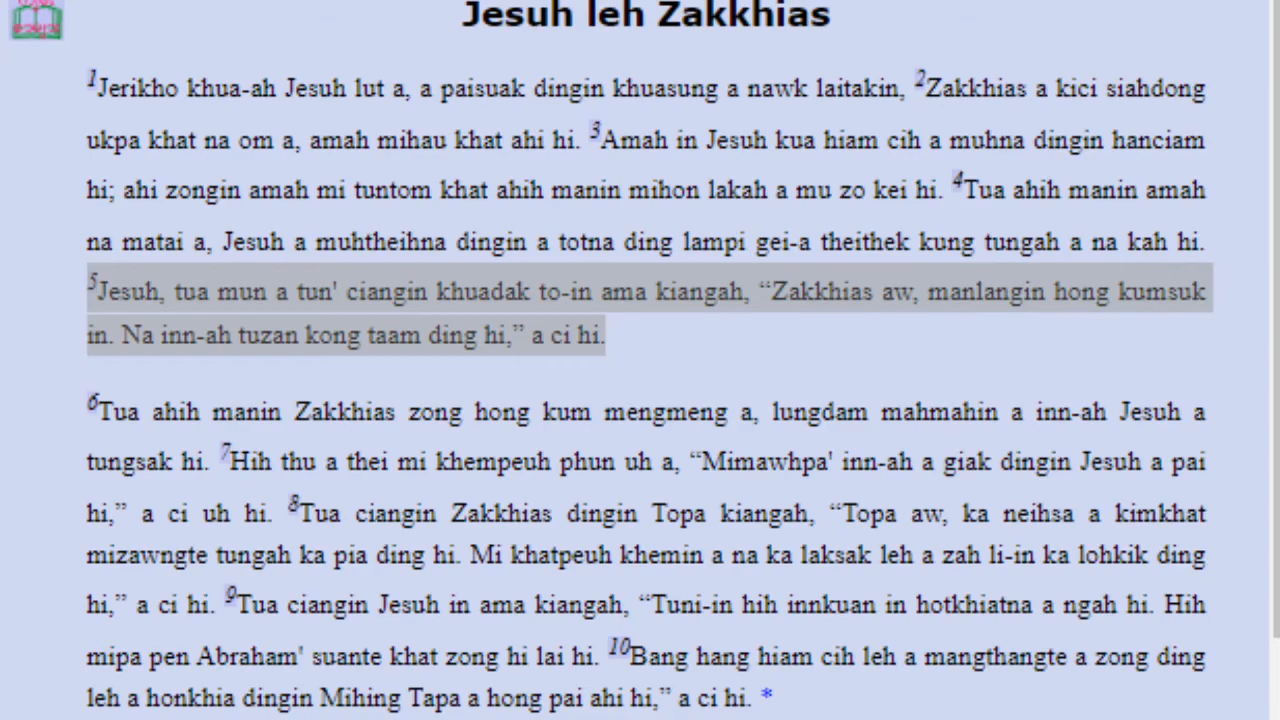 Jesuh leh Zakkhias
1Jerikho khua-ah Jesuh lut a, a paisuak dingin khuasung a nawk laitakin, 2Zakkhias a kici siahdong
ukpa khat na om a, amah mihau khat ahi hi. 3Amah in Jesuh kua hiam cih a muhna dingin hanciam
hi; ahi zongin amah mi tuntom khat ahih manin mihon lakah a mu zo kei hi. 4Tua ahih manin amah
na matai a, Jesuh a muhtheihna dingin a totna ding lampi gei-a theithek kung tungah a na kah hi.
5Jesuh, tua mun a tun' ciangin khuadak to-in ama kiangah, “Zakkhias aw, manlangin hong kumsuk
in. Na inn-ah tuzan kong taam ding hi,” a ci hi.
6Tua ahih manin Zakkhias zong hong kum mengmeng a, lungdam mahmahin a inn-ah Jesuh a
tungsak hi. 7Hih thu a thei mi khempeuh phun uh a, “Mimawhpa' inn-ah a giak dingin Jesuh a pai
hi,” a ci uh hi. 8Tua ciangin Zakkhias dingin Topa kiangah, “Topa aw, ka neihsa a kimkhat
mizawngte tungah ka pia ding hi. Mi khatpeuh khemin a na ka laksak leh a zah li-in ka lohkik ding
hi,” a ci hi. 9Tua ciangin Jesuh in ama kiangah, “Tuni-in hih innkuan in hotkhiatna a ngah hi. Hih
mipa pen Abraham' suante khat zong hi lai hi. 10Bang hang hiam cih leh a mangthangte a zong ding
leh a honkhia dingin Mihing Tapa a hong pai ahi hi,” a ci hi. *